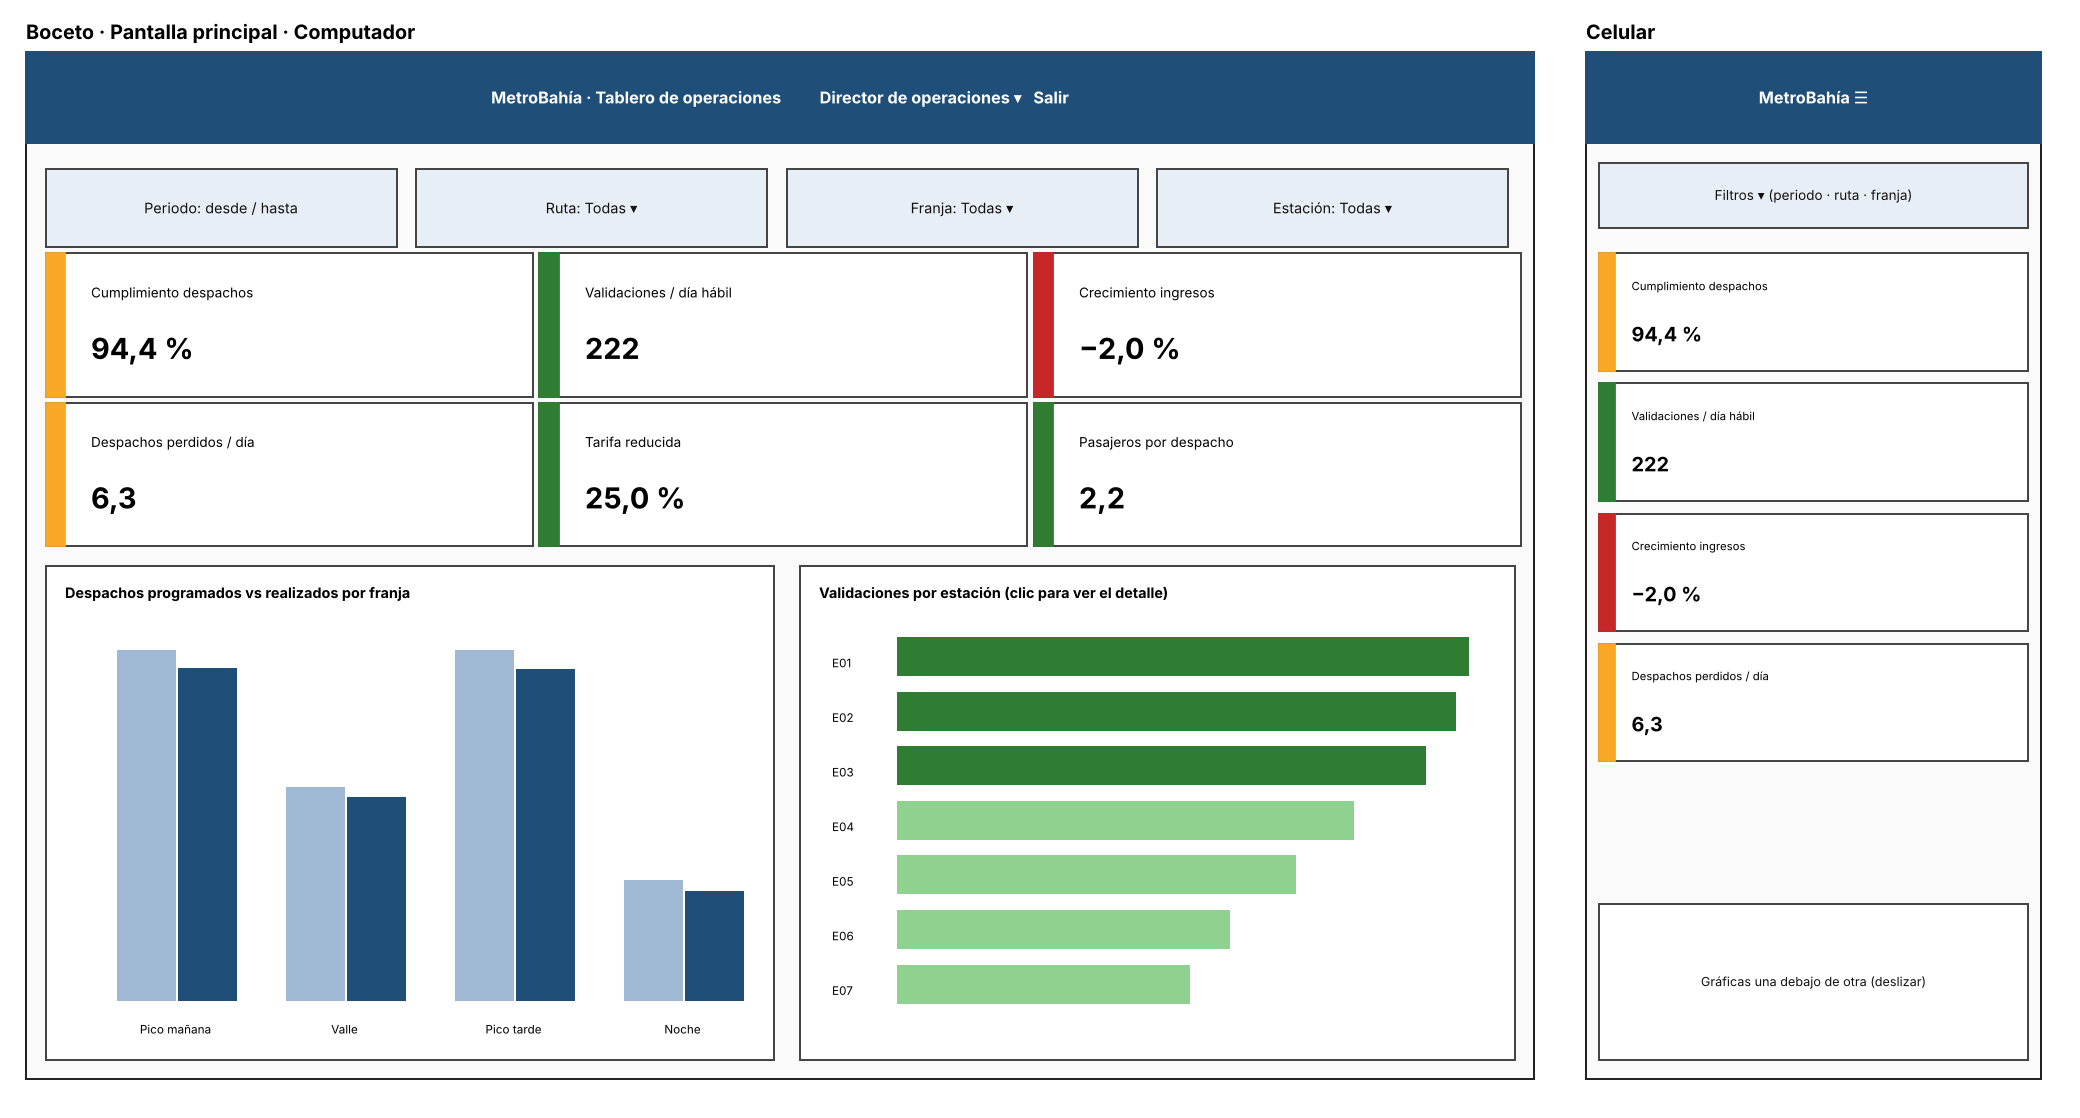 Boceto · Pantalla principal · Computador
MetroBahía · Tablero de operaciones Director de operaciones ▾ Salir
Periodo: desde / hasta
Ruta: Todas ▾
Franja: Todas ▾
Estación: Todas ▾
Cumplimiento despachos
94,4 %
Validaciones / día hábil
222
Crecimiento ingresos
−2,0 %
Despachos perdidos / día
6,3
Tarifa reducida
25,0 %
Pasajeros por despacho
2,2
Despachos programados vs realizados por franja
Pico mañana
Valle
Pico tarde
Noche
Validaciones por estación (clic para ver el detalle)
E01
E02
E03
E04
E05
E06
E07
Celular
MetroBahía ☰
Filtros ▾ (periodo · ruta · franja)
Cumplimiento despachos
94,4 %
Validaciones / día hábil
222
Crecimiento ingresos
−2,0 %
Despachos perdidos / día
6,3
Gráficas una debajo de otra (deslizar)